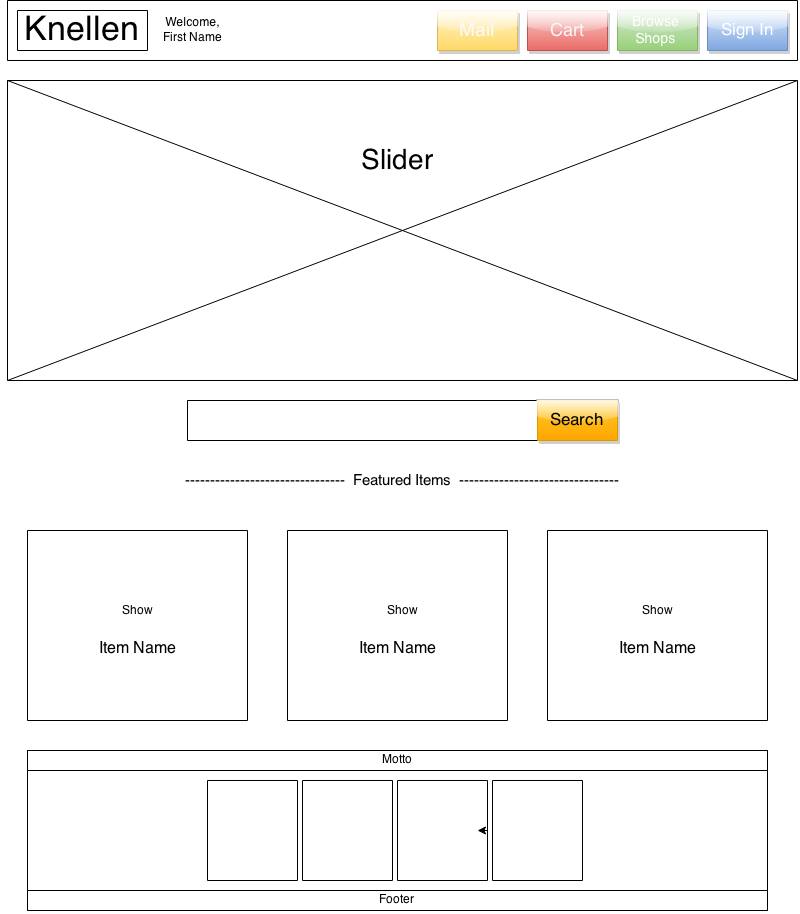 Knellen
Welcome,
First Name
Mail
Cart
Browse
Shops
Sign In
Slider
Search
-------------------------------- Featured Items --------------------------------
Show
Item Name
Show
Item Name
Show
Item Name
Motto
Footer